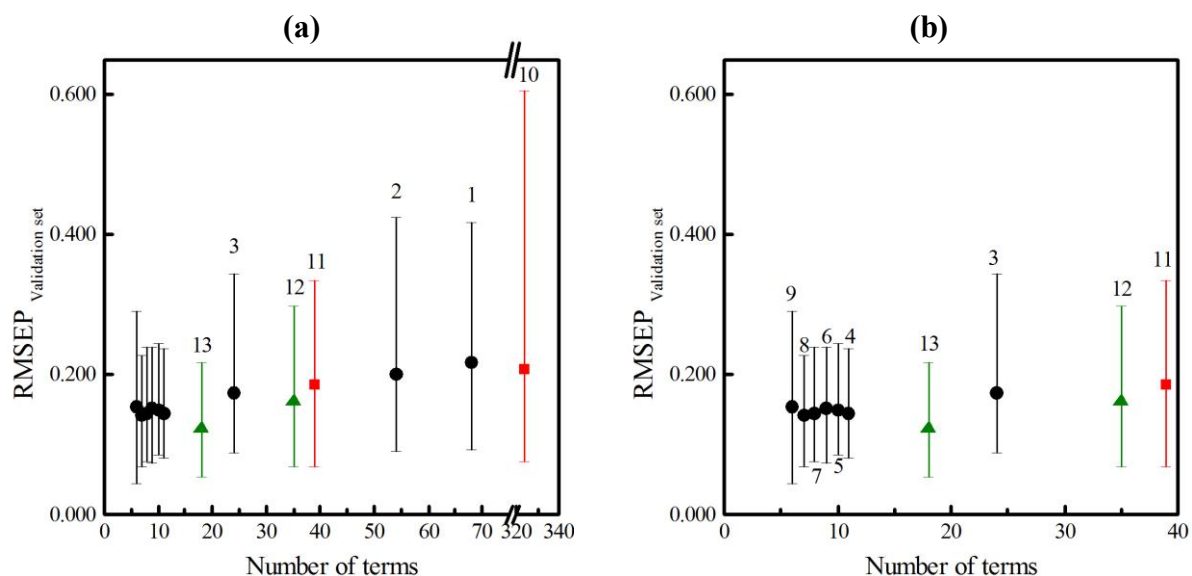 (a)
0.600
0.400
0.200
0.000
RMSEP Validation set
10
2
1
3
11
12
13
0 10 20 30 40 50 60 70 320 340
Number of terms
(b)
0.600
0.400
0.200
0.000
RMSEP Validation set
3
11
9
12
8 6 4
13
7 5
0 10 20 30 40
Number of terms